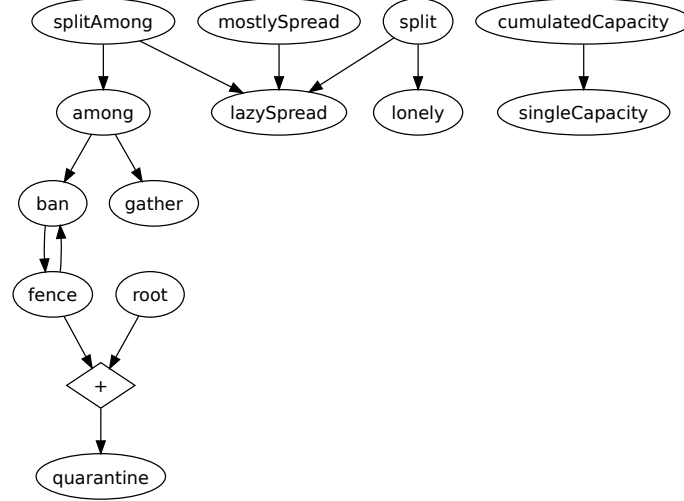 splitAmong
mostlySpread
split
cumulatedCapacity
among
lazySpread
lonely
singleCapacity
ban
gather
fence
root
+
quarantine